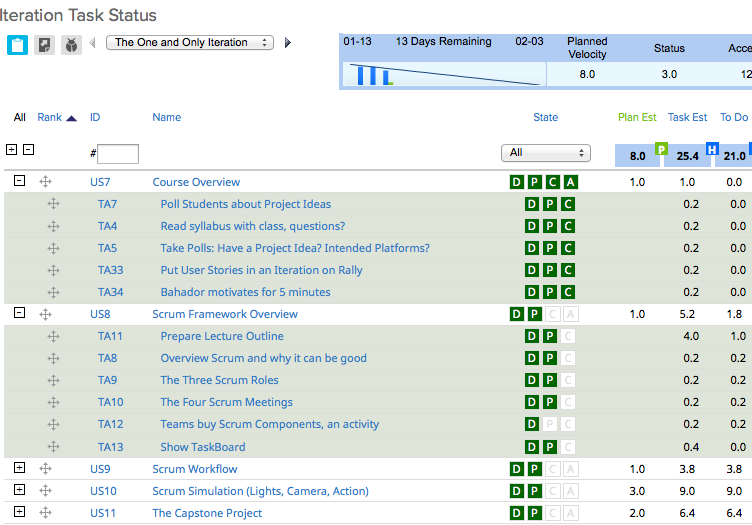 Iteration Task Status
The One and Only Iteration
01-13 13 Days Remaining 02-03 Planned Velocity Status Acce
8.0 3.0 12
All Rank ID Name State Plan Est Task Est To Do
# All 8.0 P 25.4 H 21.0
US7 Course Overview D P C A 1.0 1.0 0.0
TA7 Poll Students about Project Ideas D P C 0.2 0.0
TA4 Read syllabus with class, questions? D P C 0.2 0.0
TA5 Take Polls: Have a Project Idea? Intended Platforms? D P C 0.2 0.0
TA33 Put User Stories in an Iteration on Rally D P C 0.2 0.0
TA34 Bahador motivates for 5 minutes D P C 0.2 0.0
US8 Scrum Framework Overview D P C A 1.0 5.2 1.8
TA11 Prepare Lecture Outline D P C 4.0 1.0
TA8 Overview Scrum and why it can be good D P C 0.2 0.2
TA9 The Three Scrum Roles D P C 0.2 0.2
TA10 The Four Scrum Meetings D P C 0.2 0.2
TA12 Teams buy Scrum Components, an activity D P C 0.2 0.2
TA13 Show TaskBoard D P C 0.4 0.0
US9 Scrum Workflow D P C A 1.0 3.8 3.8
US10 Scrum Simulation (Lights, Camera, Action) D P C A 3.0 9.0 9.0
US11 The Capstone Project D P C A 2.0 6.4 6.4